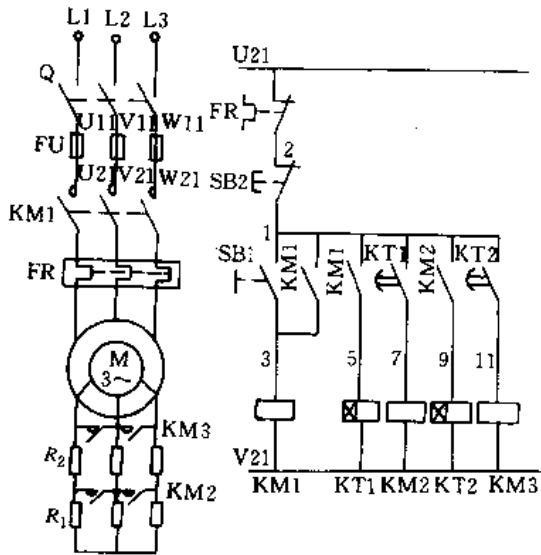 L1 L2 L3
Q
U11 V11 W11
FU
U21 V21 W21
KM1
FR
M
3~
KM3
R2
KM2
R1
U21
FR
2
SB2
1
SB1 KM1 KM1 KT1 KM2 KT2
3 5 7 9 11
V21
KM1 KT1 KM2 KT2 KM3